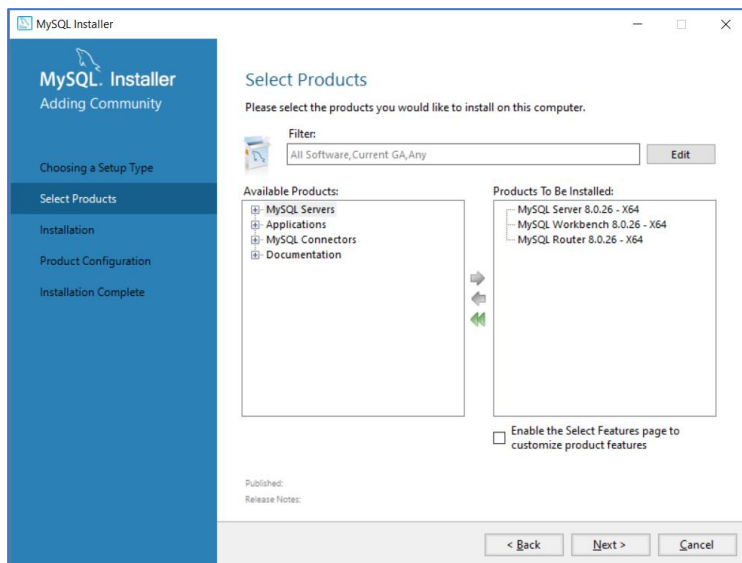 MySQL Installer
MySQL. Installer
Adding Community
Choosing a Setup Type
Select Products
Installation
Product Configuration
Installation Complete
Select Products
Please select the products you would like to install on this computer.
Filter:
All Software,Current GA,Any
Edit
Available Products:
MySQL Servers
Applications
MySQL Connectors
Documentation
Products To Be Installed:
MySQL Server 8.0.26 - X64
MySQL Workbench 8.0.26 - X64
MySQL Router 8.0.26 - X64
Enable the Select Features page to
customize product features
Published:
Release Notes:
< Back
Next >
Cancel